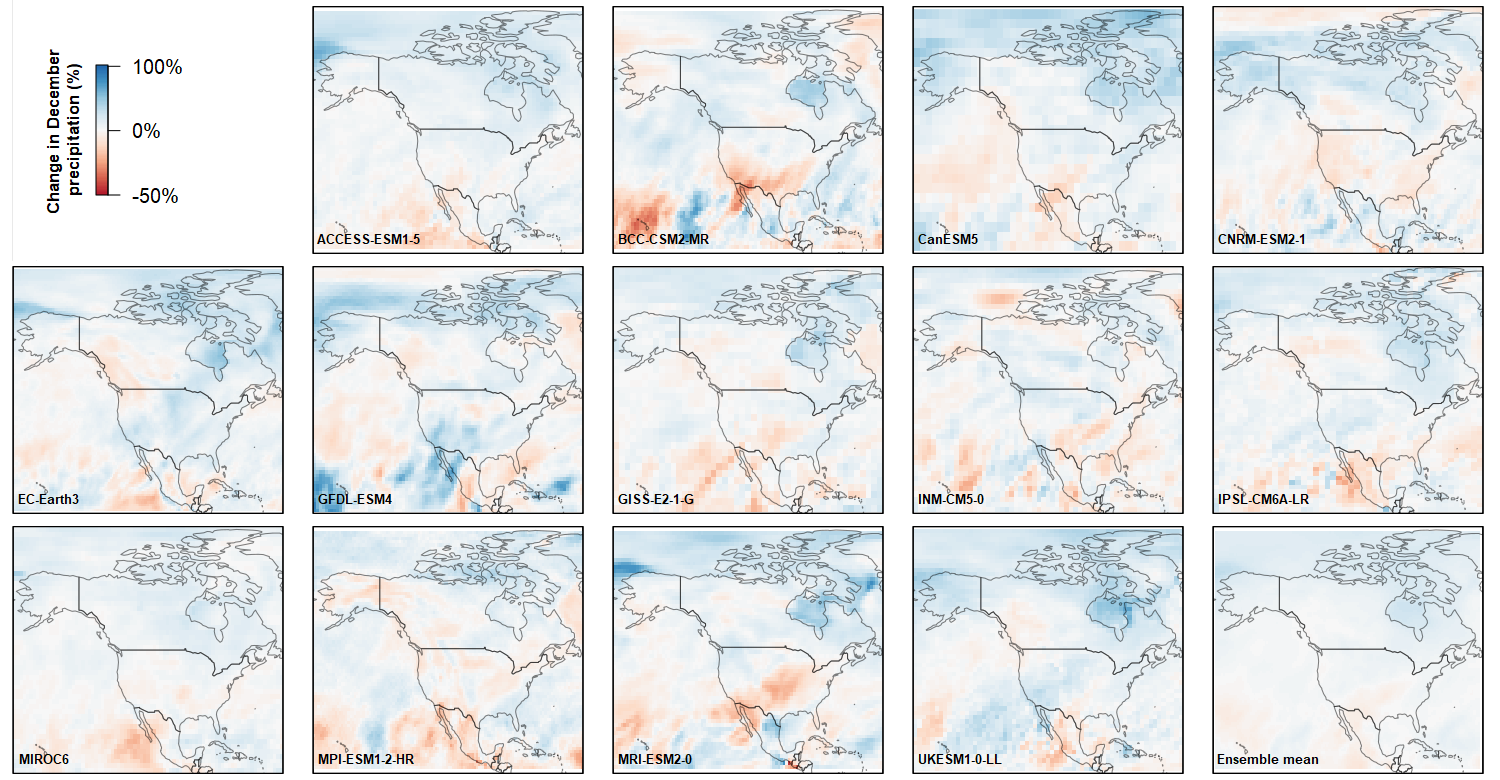 Change in December
precipitation (%)
100%
0%
-50%
ACCESS-ESM1-5
BCC-CSM2-MR
CanESM5
CNRM-ESM2-1
EC-Earth3
GFDL-ESM4
GISS-E2-1-G
INM-CM5-0
IPSL-CM6A-LR
MIROC6
MPI-ESM1-2-HR
MRI-ESM2-0
UKESM1-0-LL
Ensemble mean